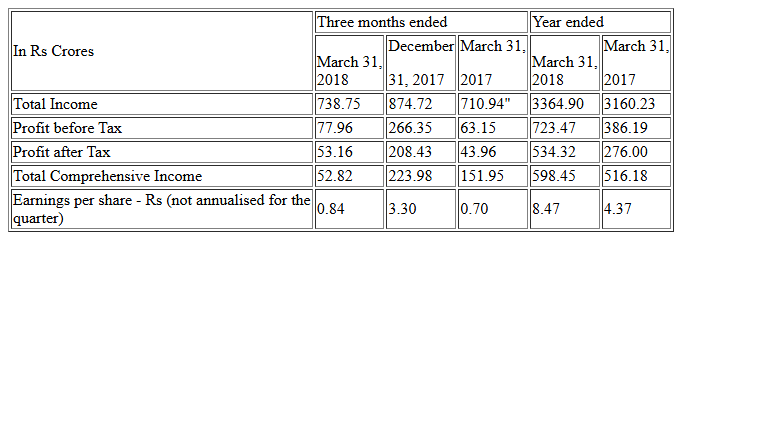 In Rs Crores
Three months ended
Year ended
March 31, 2018
December 31, 2017
March 31, 2017
March 31, 2018
March 31, 2017
Total Income 738.75 874.72 710.94" 3364.90 3160.23
Profit before Tax 77.96 266.35 63.15 723.47 386.19
Profit after Tax 53.16 208.43 43.96 534.32 276.00
Total Comprehensive Income 52.82 223.98 151.95 598.45 516.18
Earnings per share - Rs (not annualised for the
quarter) 0.84 3.30 0.70 8.47 4.37